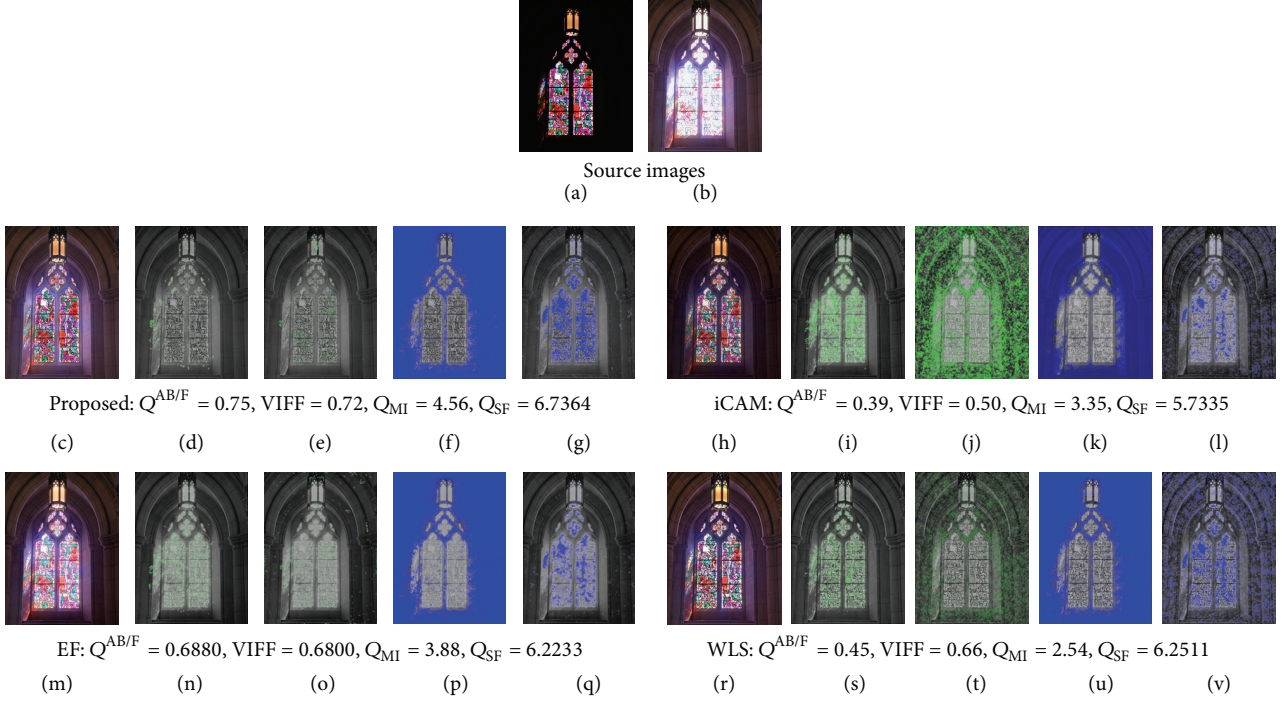 Source images
(a) (b)
Proposed: Q^AB/F = 0.75, VIFF = 0.72, Q_MI = 4.56, Q_SF = 6.7364
(c) (d) (e) (f) (g)
iCAM: Q^AB/F = 0.39, VIFF = 0.50, Q_MI = 3.35, Q_SF = 5.7335
(h) (i) (j) (k) (l)
EF: Q^AB/F = 0.6880, VIFF = 0.6800, Q_MI = 3.88, Q_SF = 6.2233
(m) (n) (o) (p) (q)
WLS: Q^AB/F = 0.45, VIFF = 0.66, Q_MI = 2.54, Q_SF = 6.2511
(r) (s) (t) (u) (v)